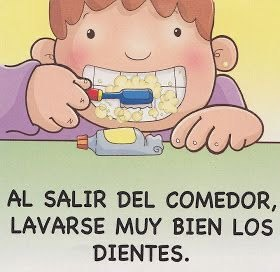 AL SALIR DEL COMEDOR,
LAVARSE MUY BIEN LOS
DIENTES.